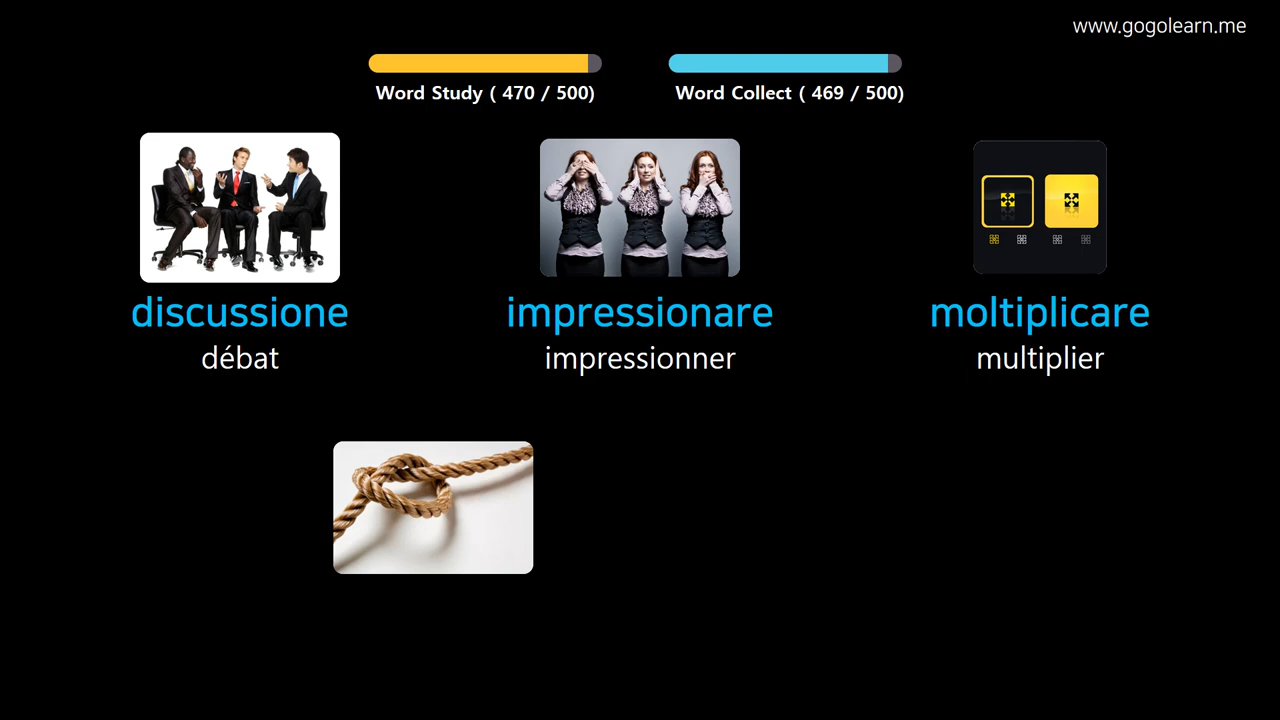 www.gogolearn.me
Word Study ( 470 / 500)
Word Collect ( 469 / 500)
discussione
débat
impressionare
impressionner
moltiplicare
multiplier